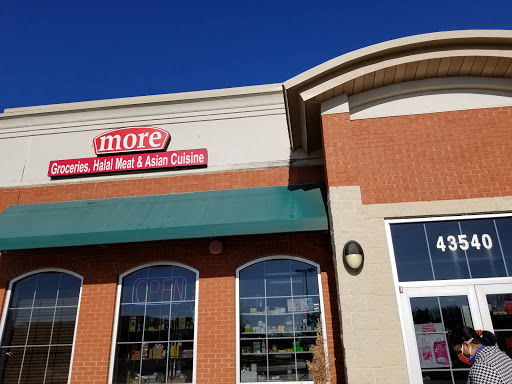 more
Groceries, Halal Meat & Asian Cuisine
43540
OPEN